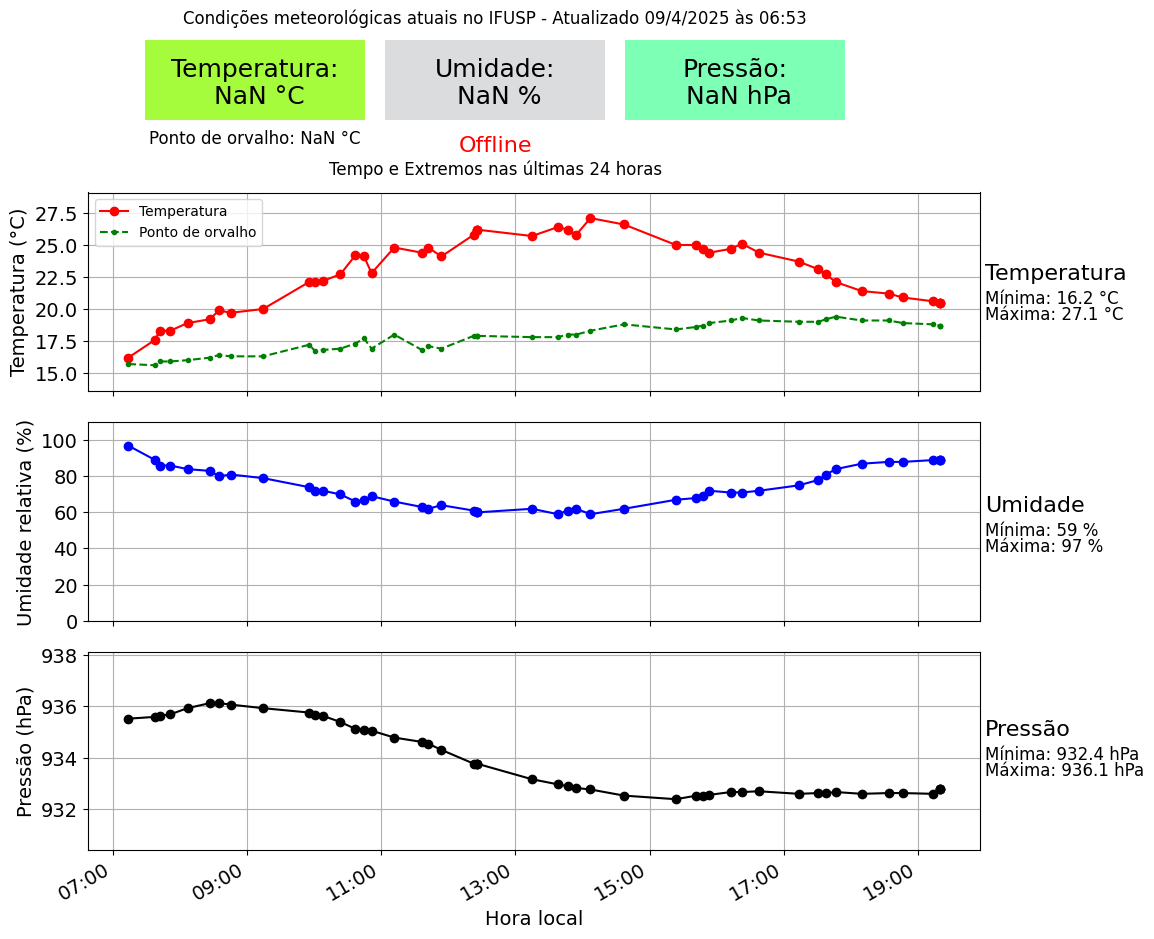 Condições meteorológicas atuais no IFUSP - Atualizado 09/4/2025 às 06:53
Temperatura:
NaN °C
Umidade:
NaN %
Pressão:
NaN hPa
Ponto de orvalho: NaN °C
Offline
Tempo e Extremos nas últimas 24 horas
Temperatura (°C)
27.5
25.0
22.5
20.0
17.5
15.0
Temperatura
Ponto de orvalho
Temperatura
Mínima: 16.2 °C
Máxima: 27.1 °C
Umidade relativa (%)
100
80
60
40
20
0
Umidade
Mínima: 59 %
Máxima: 97 %
Pressão (hPa)
938
936
934
932
Pressão
Mínima: 932.4 hPa
Máxima: 936.1 hPa
07:00
09:00
11:00
13:00
15:00
17:00
19:00
Hora local